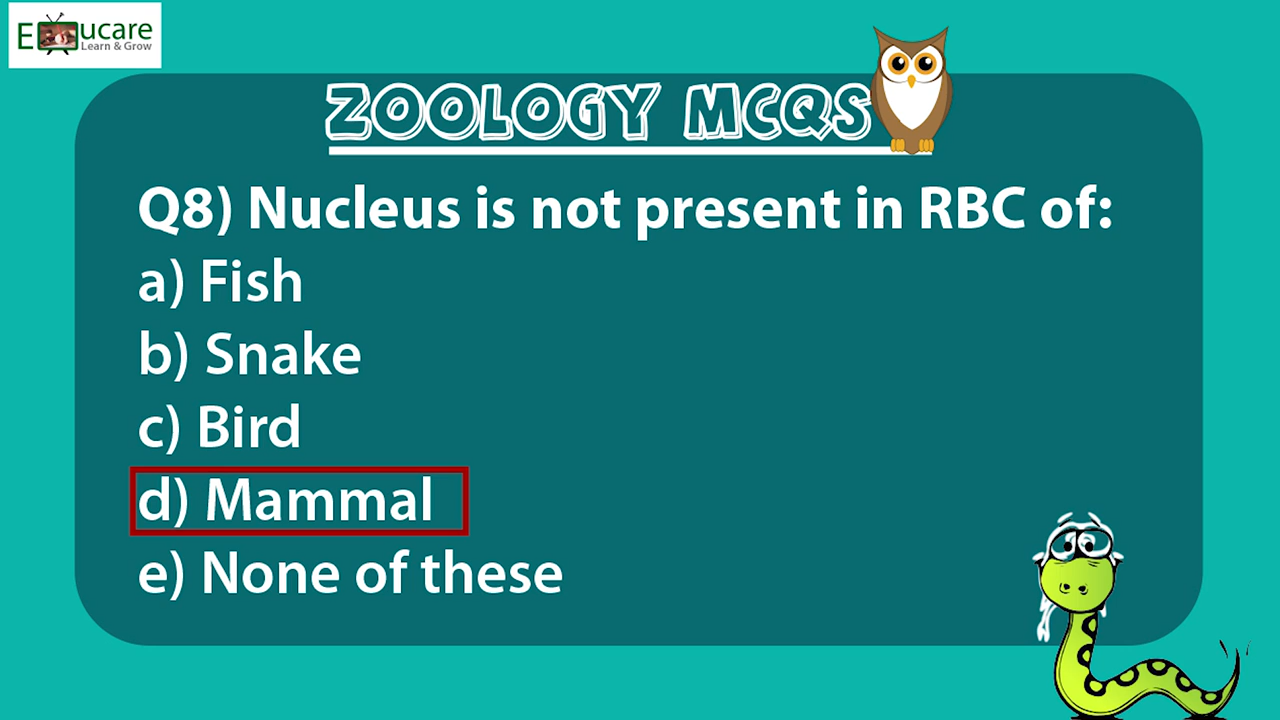 E ucare
Learn & Grow
ZOOLOGY MCQS
Q8) Nucleus is not present in RBC of:
a) Fish
b) Snake
c) Bird
d) Mammal
e) None of these